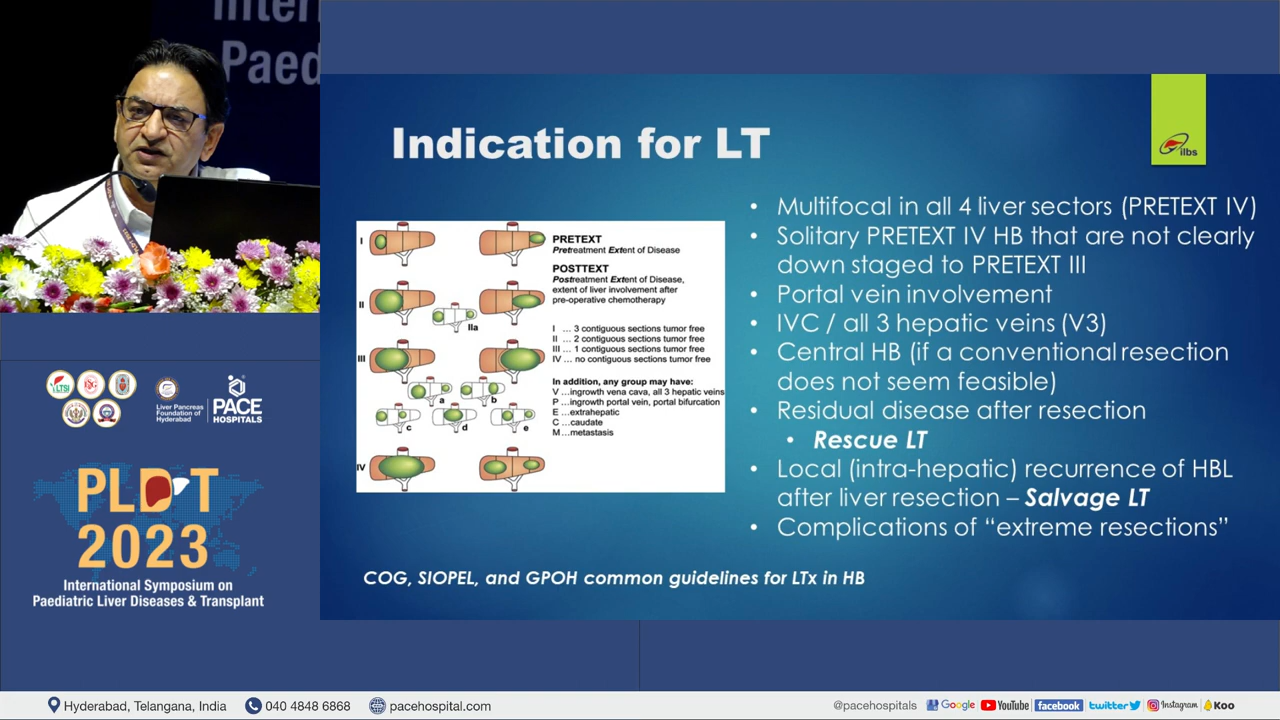 Inter
Paed
Indication for LT
ilbs
I
II
IIa
III
a
b
c
d
e
IV
PRETEXT
Pretreatment Extent of Disease
POSTTEXT
Posttreatment Extent of Disease,
extent of liver involvement after
pre-operative chemotherapy
I ... 3 contiguous sections tumor free
II ... 2 contiguous sections tumor free
III ... 1 contiguous sections tumor free
IV ... no contiguous sections tumor free
In addition, any group may have:
V ...ingrowth vena cava, all 3 hepatic veins
P ...ingrowth portal vein, portal bifurcation
E ...extrahepatic
C ...caudate
M ...metastasis
• Multifocal in all 4 liver sectors (PRETEXT IV)
• Solitary PRETEXT IV HB that are not clearly
down staged to PRETEXT III
• Portal vein involvement
• IVC / all 3 hepatic veins (V3)
• Central HB (if a conventional resection
does not seem feasible)
• Residual disease after resection
• Rescue LT
• Local (intra-hepatic) recurrence of HBL
after liver resection – Salvage LT
• Complications of “extreme resections”
COG, SIOPEL, and GPOH common guidelines for LTx in HB
LTSI
Liver Pancreas
Foundation of
Hyderabad
PACE
HOSPITALS
PLDT
2023
International Symposium on
Paediatric Liver Diseases & Transplant
Hyderabad, Telangana, India
040 4848 6868
pacehospital.com
@pacehospitals
Google
YouTube
facebook
twitter
Instagram
Koo